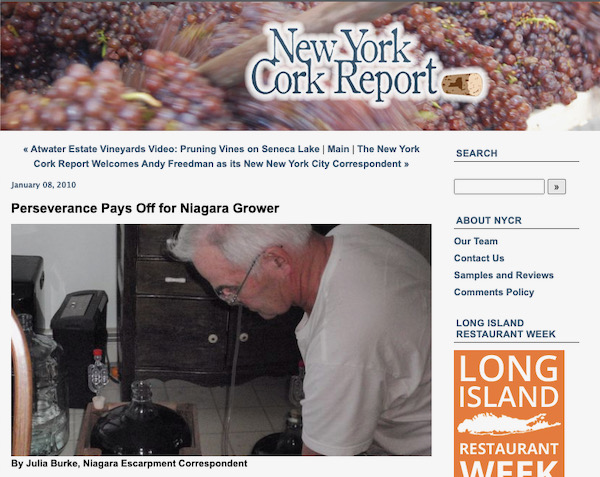 New York
Cork Report
« Atwater Estate Vineyards Video: Pruning Vines on Seneca Lake | Main | The New York
Cork Report Welcomes Andy Freedman as its New New York City Correspondent »
January 08, 2010
Perseverance Pays Off for Niagara Grower
By Julia Burke, Niagara Escarpment Correspondent
SEARCH
»
ABOUT NYCR
Our Team
Contact Us
Samples and Reviews
Comments Policy
LONG ISLAND
RESTAURANT WEEK
LONG
ISLAND
RESTAURANT
WEEK